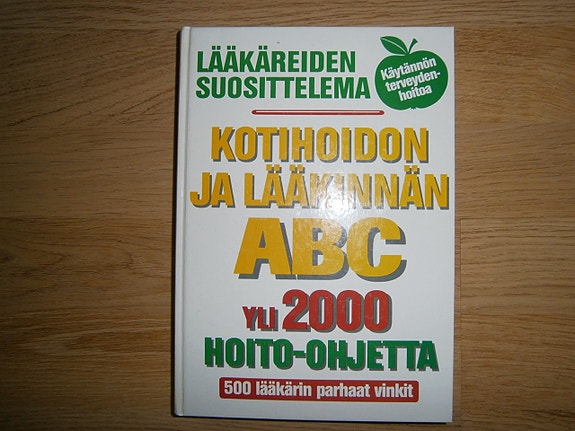 LÄÄKÄREIDEN
SUOSITTELEMA
Käytännön
terveyden-
hoitoa
KOTIHOIDON
JA LÄÄKINNÄN
ABC
YLI 2000
HOITO-OHJETTA
500 lääkärin parhaat vinkit